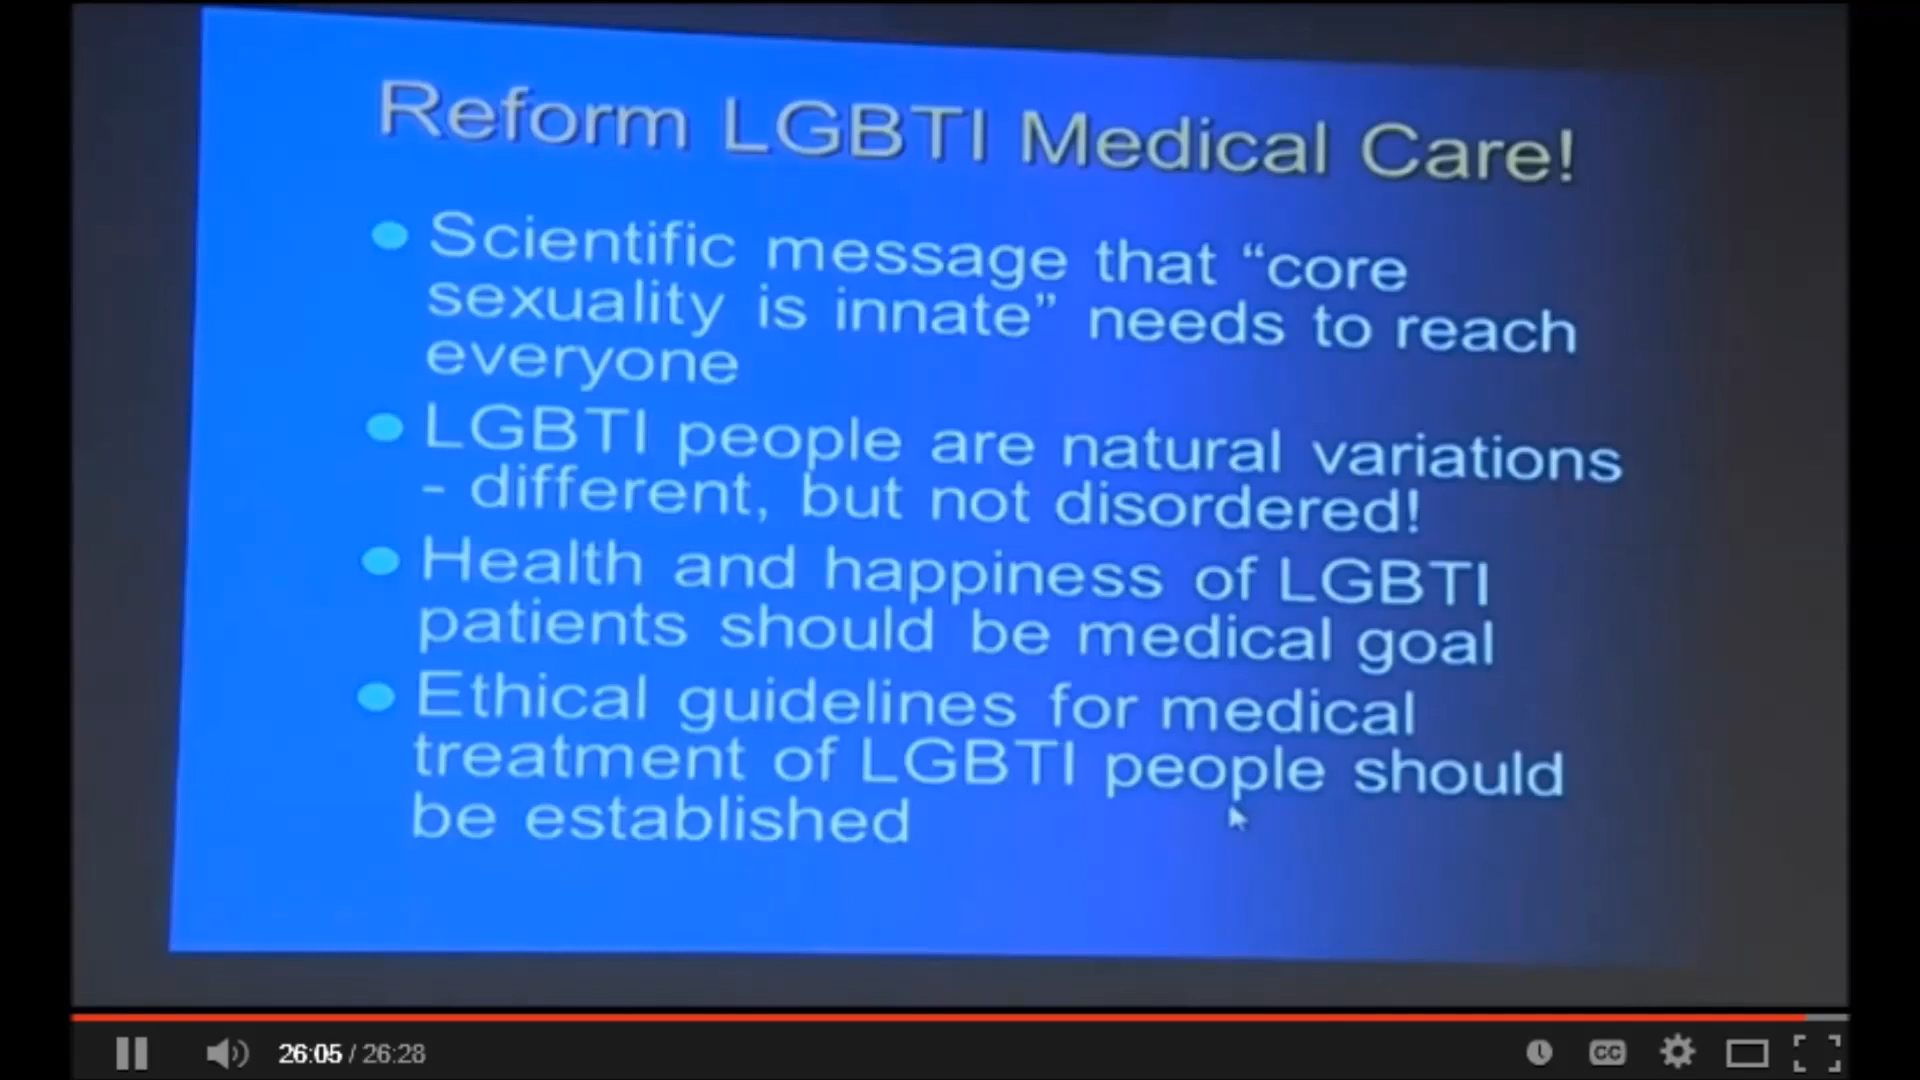 Reform LGBTI Medical Care!
Scientific message that “core
sexuality is innate” needs to reach
everyone
LGBTI people are natural variations
- different, but not disordered!
Health and happiness of LGBTI
patients should be medical goal
Ethical guidelines for medical
treatment of LGBTI people should
be established
26:05 / 26:28
CC